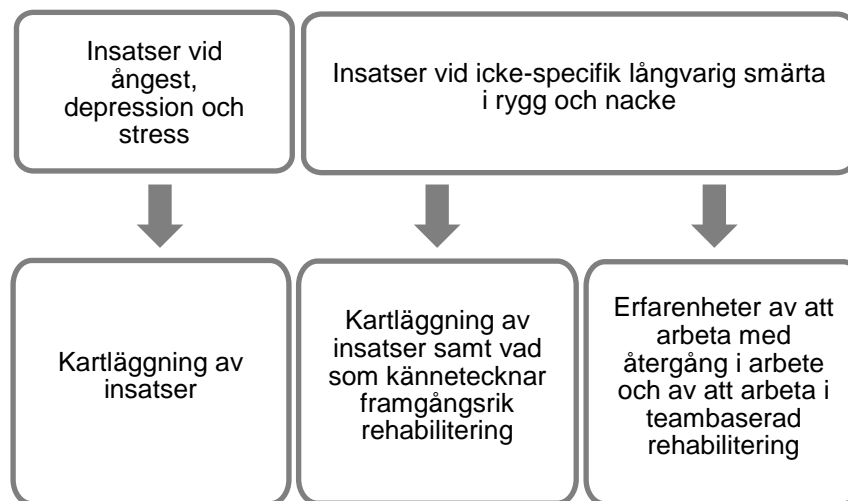 Insatser vid
ångest,
depression och
stress
Insatser vid icke-specifik långvarig smärta
i rygg och nacke
Kartläggning av
insatser
Kartläggning av
insatser samt vad
som kännetecknar
framgångsrik
rehabilitering
Erfarenheter av att
arbeta med
återgång i arbete
och av att arbeta i
teambaserad
rehabilitering